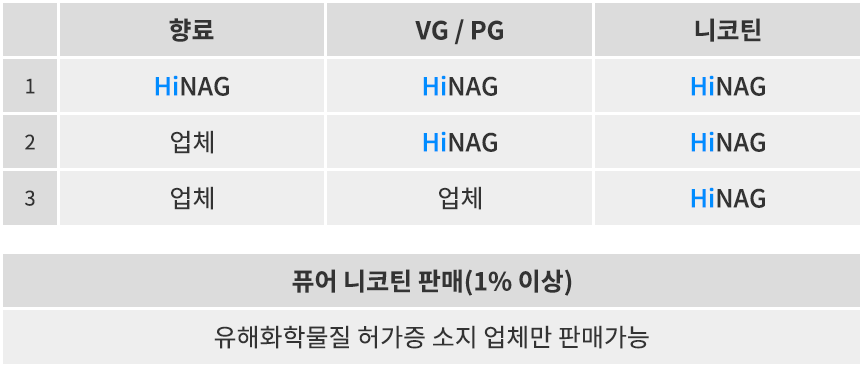 향료 VG / PG 니코틴
1 HiNAG HiNAG HiNAG
2 업체 HiNAG HiNAG
3 업체 업체 HiNAG
퓨어 니코틴 판매(1% 이상)
유해화학물질 허가증 소지 업체만 판매가능